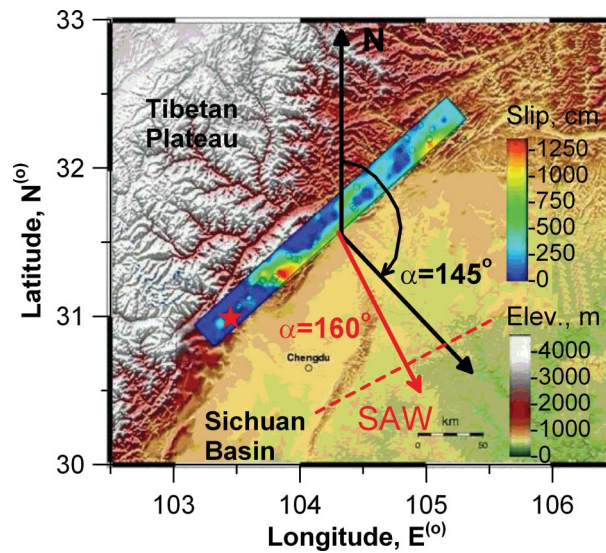 33
32
31
30
Latitude, N(o)
103
104
105
106
Longitude, E(o)
N
Tibetan
Plateau
Slip, cm
-1250
-1000
-750
-500
-250
-0
α=145o
α=160o
Elev., m
-4000
-3000
-2000
-1000
-0
Chengdu
SAW
km
0
50
Sichuan
Basin